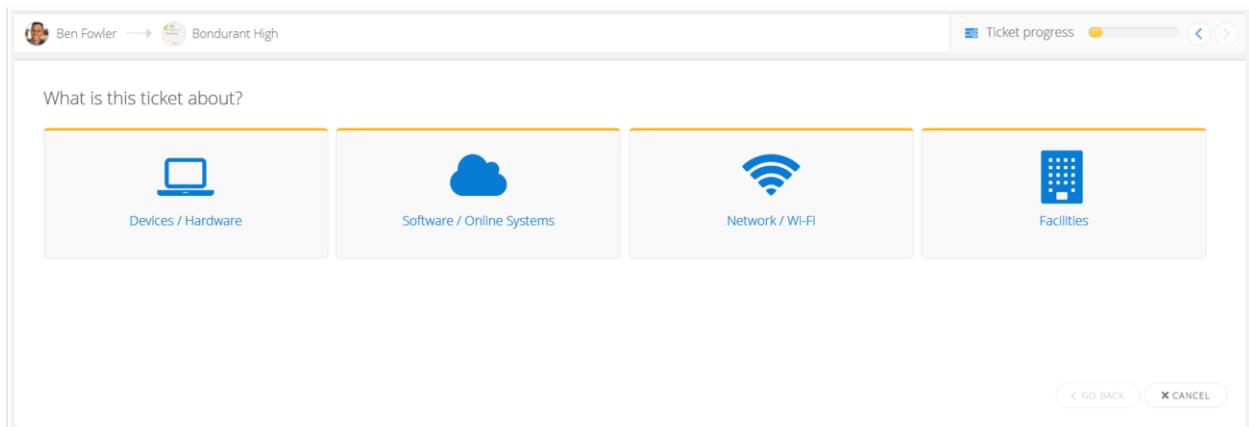 Ben Fowler Bondurant High Ticket progress
What is this ticket about?
Devices / Hardware Software / Online Systems Network / Wi-Fi Facilities
GO BACK CANCEL